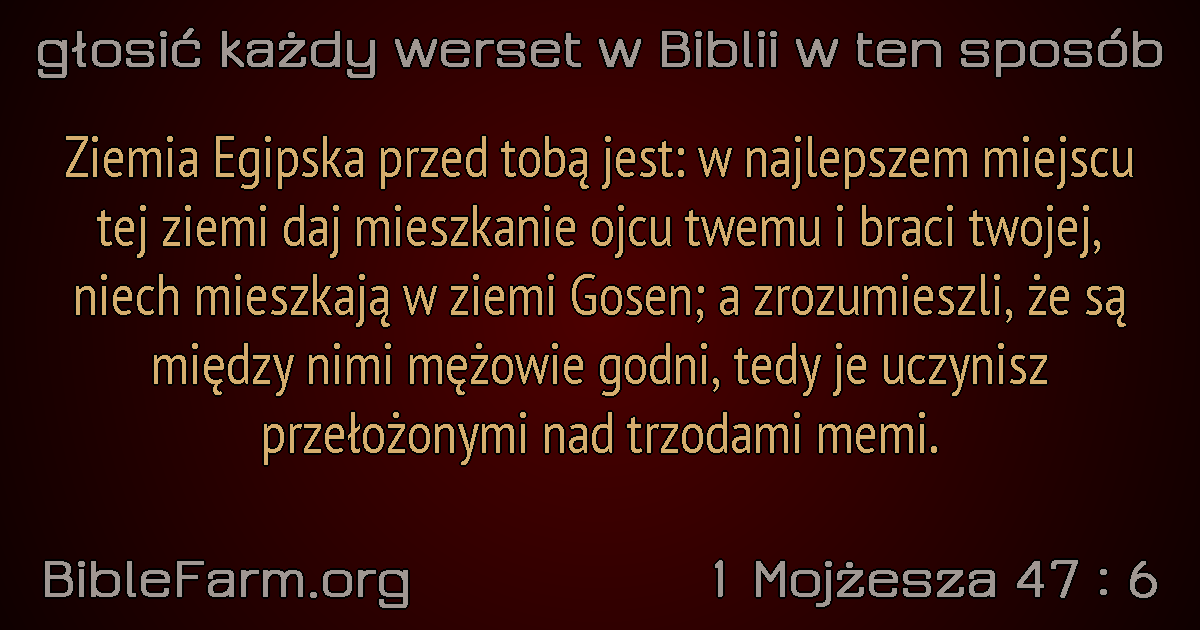 głosić każdy werset w Biblii w ten sposób
Ziemia Egipska przed tobą jest: w najlepszem miejscu
tej ziemi daj mieszkanie ojcu twemu i braci twojej,
niech mieszkają w ziemi Gosen; a zrozumieszli, że są
między nimi mężowie godni, tedy je uczynisz
przełożonymi nad trzodami memi.
BibleFarm.org
1 Mojżesza 47 : 6